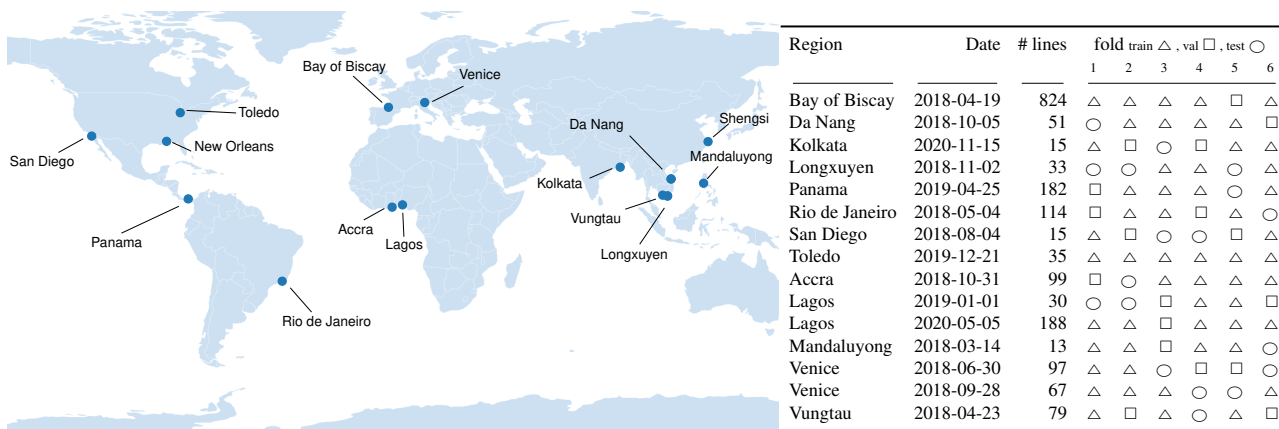 Bay of Biscay
Venice
Toledo
New Orleans
San Diego
Panama
Rio de Janeiro
Accra
Lagos
Da Nang
Shengsi
Mandaluyong
Kolkata
Vungtau
Longxuyen
Region Date # lines fold train △ , val □ , test ○
1 2 3 4 5 6
Bay of Biscay 2018-04-19 824 △ △ △ △ □ △
Da Nang 2018-10-05 51 ○ △ △ △ △ □
Kolkata 2020-11-15 15 △ □ ○ □ △ △
Longxuyen 2018-11-02 33 ○ ○ △ △ ○ △
Panama 2019-04-25 182 □ △ △ △ ○ △
Rio de Janeiro 2018-05-04 114 □ △ △ □ △ ○
San Diego 2018-08-04 15 △ □ ○ ○ □ △
Toledo 2019-12-21 35 △ △ △ △ △ △
Accra 2018-10-31 99 □ ○ △ △ △ △
Lagos 2019-01-01 30 ○ ○ □ △ △ □
Lagos 2020-05-05 188 △ △ □ △ △ △
Mandaluyong 2018-03-14 13 △ △ □ △ △ ○
Venice 2018-06-30 97 △ △ ○ □ □ ○
Venice 2018-09-28 67 △ △ △ ○ ○ △
Vungtau 2018-04-23 79 △ □ △ ○ △ □